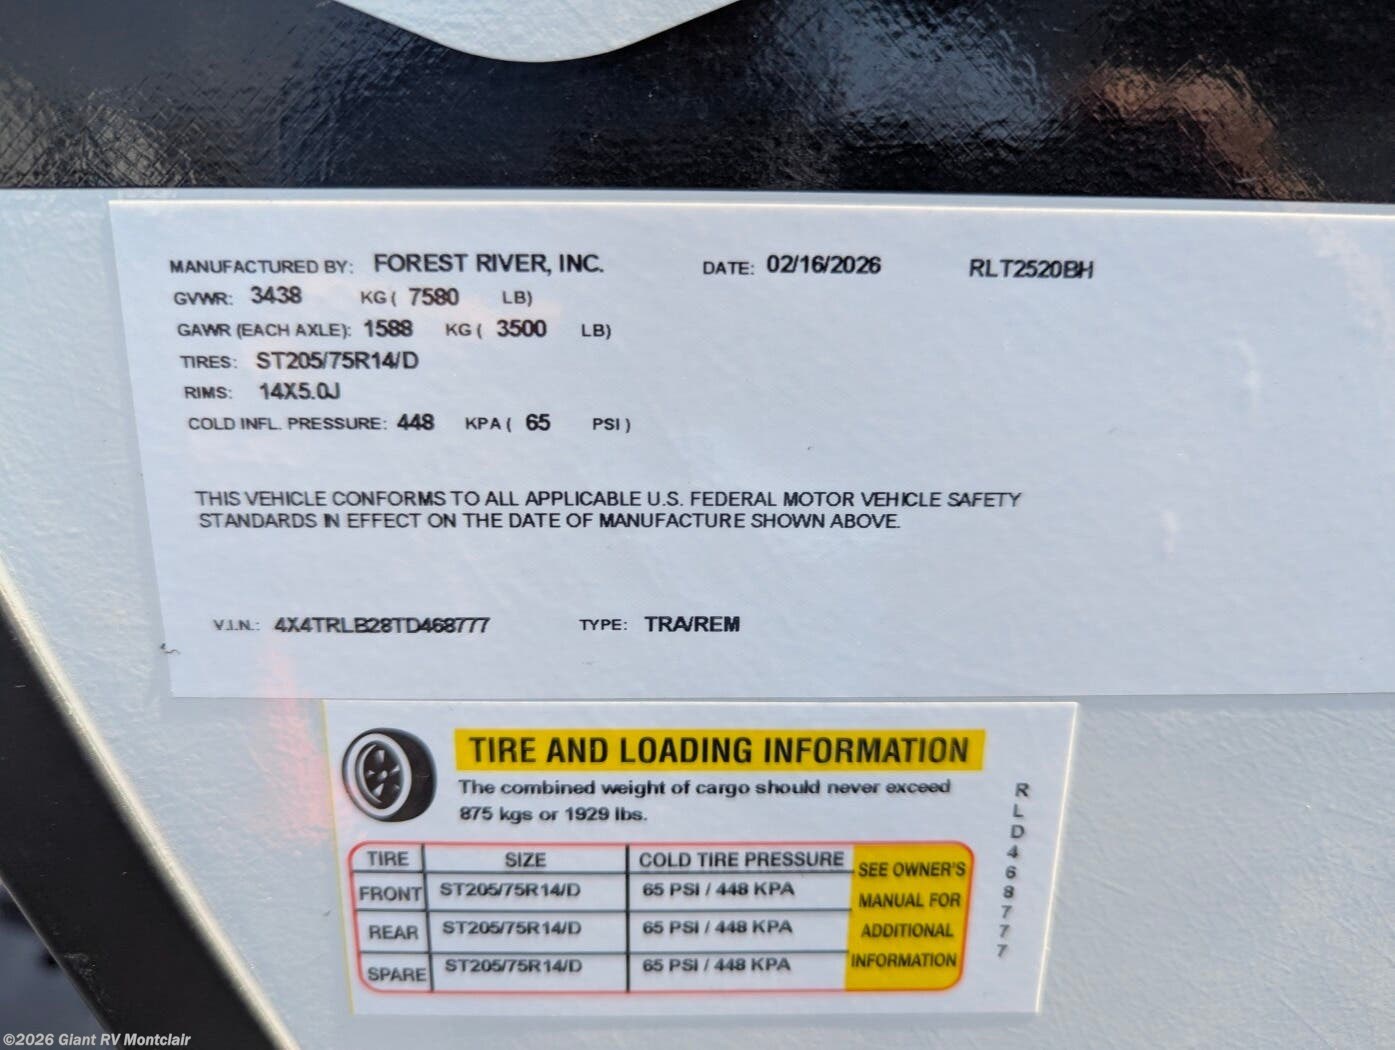 MANUFACTURED BY: FOREST RIVER, INC. DATE: 02/16/2026 RLT2520BH
GVWR: 3438 KG ( 7580 LB)
GAWR (EACH AXLE): 1588 KG ( 3500 LB)
TIRES: ST205/75R14/D
RIMS: 14X5.0J
COLD INFL. PRESSURE: 448 KPA ( 65 PSI )
THIS VEHICLE CONFORMS TO ALL APPLICABLE U.S. FEDERAL MOTOR VEHICLE SAFETY
STANDARDS IN EFFECT ON THE DATE OF MANUFACTURE SHOWN ABOVE.
V.I.N.: 4X4TRLB28TD468777 TYPE: TRA/REM
TIRE AND LOADING INFORMATION
The combined weight of cargo should never exceed
875 kgs or 1929 lbs.
TIRE SIZE COLD TIRE PRESSURE
FRONT ST205/75R14/D 65 PSI / 448 KPA
REAR ST205/75R14/D 65 PSI / 448 KPA
SPARE ST205/75R14/D 65 PSI / 448 KPA
SEE OWNER'S
MANUAL FOR
ADDITIONAL
INFORMATION
RLD468777
©2026 Giant RV Montclair